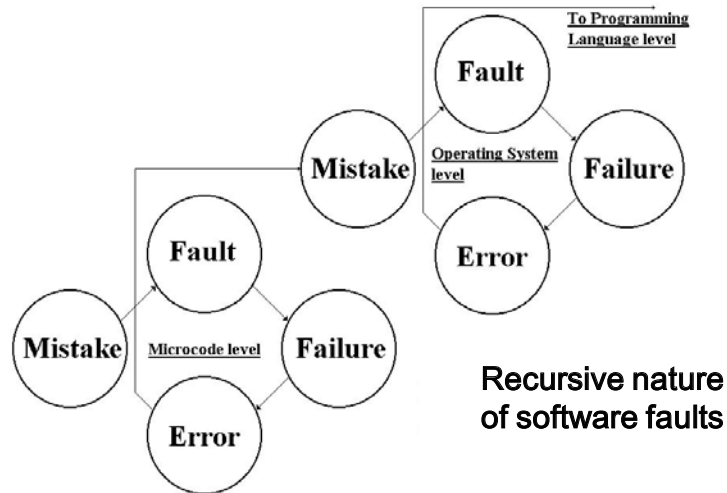 To Programming
Language level
Fault
Mistake
Operating System
level
Failure
Error
Fault
Mistake
Microcode level
Failure
Error
Recursive nature
of software faults